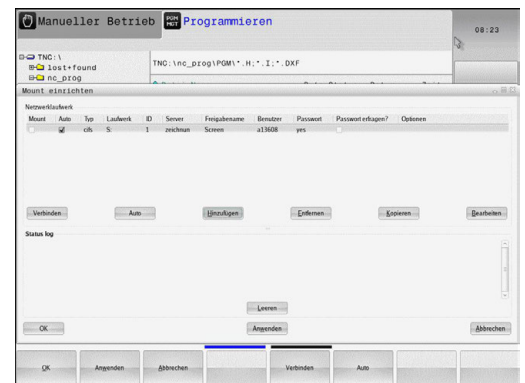 Manueller Betrieb
PGM MGT Programmieren
08:23
TNC:\
lost+found
nc_prog
TNC:\nc_prog\PGM\*.H;*.I;*.DXF
Mount einrichten
Netzwerklaufwerk
Mount Auto Typ Laufwerk ID Server Freigabename Benutzer Passwort Passwort erfragen? Optionen
cifs S: 1 zeichnun Screen a13608 yes
Verbinden Auto Hinzufügen Entfernen Kopieren Bearbeiten
Status log
Leeren
OK Anwenden Abbrechen
OK Anwenden Abbrechen Verbinden Auto